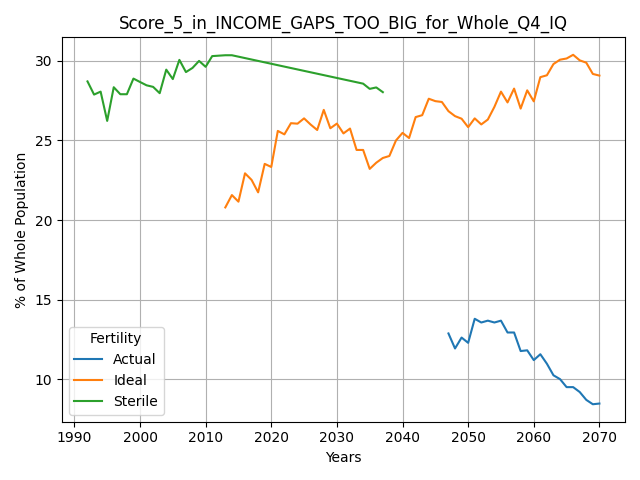 Score_5_in_INCOME_GAPS_TOO_BIG_for_Whole_Q4_IQ
% of Whole Population
30
25
20
15
10
Fertility
Actual
Ideal
Sterile
1990 2000 2010 2020 2030 2040 2050 2060 2070
Years